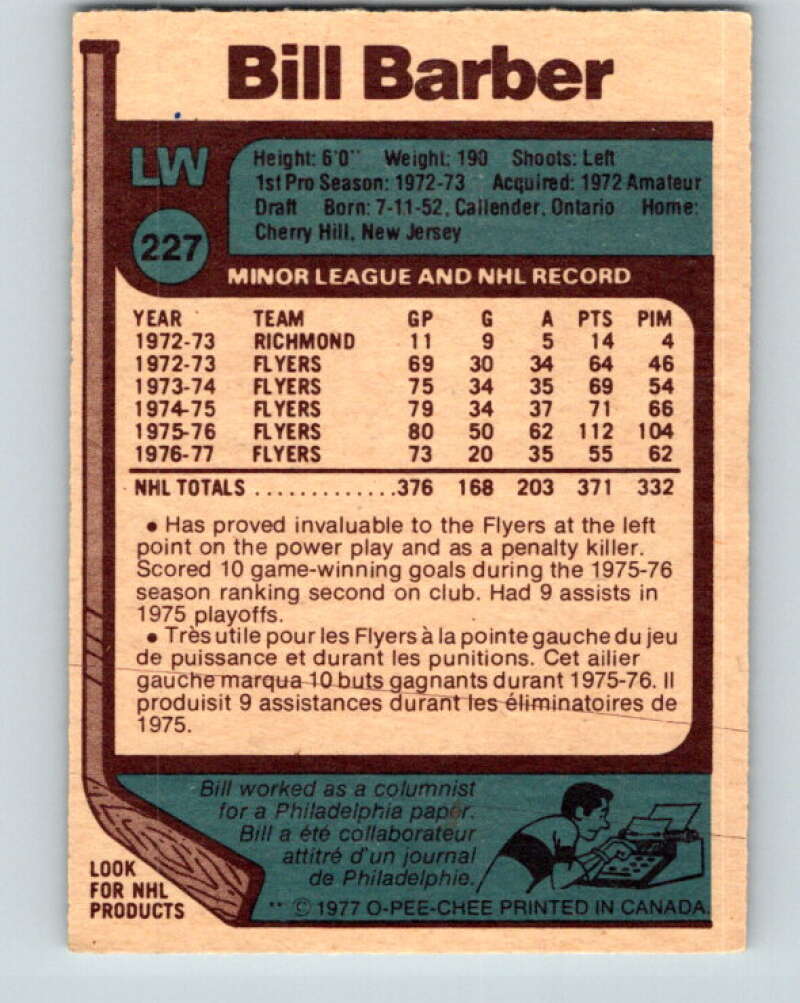 Bill Barber
LW
227
Height: 6'0" Weight: 190 Shoots: Left
1st Pro Season: 1972-73 Acquired: 1972 Amateur
Draft Born: 7-11-52, Callender, Ontario Home:
Cherry Hill, New Jersey
MINOR LEAGUE AND NHL RECORD
YEAR TEAM GP G A PTS PIM
1972-73 RICHMOND 11 9 5 14 4
1972-73 FLYERS 69 30 34 64 46
1973-74 FLYERS 75 34 35 69 54
1974-75 FLYERS 79 34 37 71 66
1975-76 FLYERS 80 50 62 112 104
1976-77 FLYERS 73 20 35 55 62
NHL TOTALS .............376 168 203 371 332
• Has proved invaluable to the Flyers at the left
point on the power play and as a penalty killer.
Scored 10 game-winning goals during the 1975-76
season ranking second on club. Had 9 assists in
1975 playoffs.
• Très utile pour les Flyers à la pointe gauche du jeu
de puissance et durant les punitions. Cet ailier
gauche marqua 10 buts gagnants durant 1975-76. Il
produisit 9 assistances durant les éliminatoires de
1975.
Bill worked as a columnist
for a Philadelphia paper.
Bill a été collaborateur
attitré d'un journal
de Philadelphie.
LOOK
FOR NHL
PRODUCTS
** © 1977 O-PEE-CHEE PRINTED IN CANADA